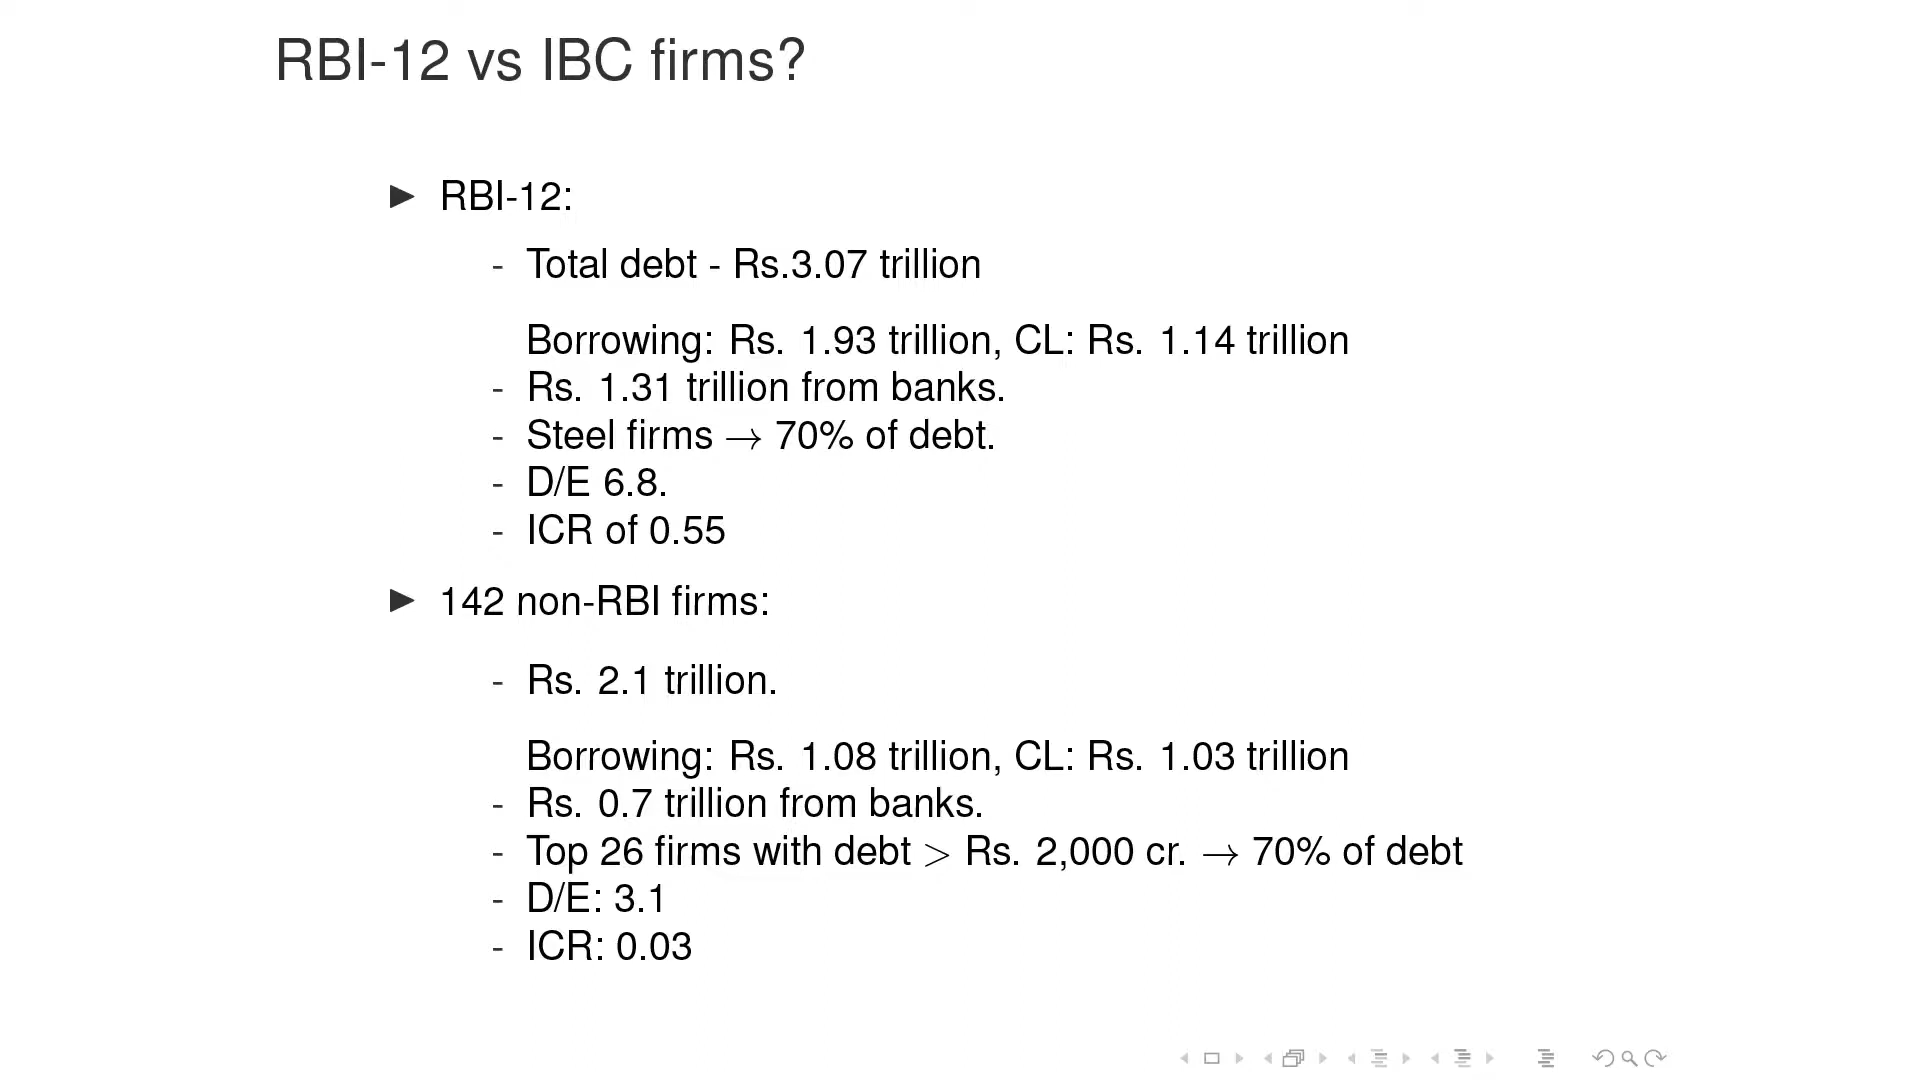 RBI-12 vs IBC firms?
▶ RBI-12:
- Total debt - Rs.3.07 trillion
Borrowing: Rs. 1.93 trillion, CL: Rs. 1.14 trillion
- Rs. 1.31 trillion from banks.
- Steel firms → 70% of debt.
- D/E 6.8.
- ICR of 0.55
▶ 142 non-RBI firms:
- Rs. 2.1 trillion.
Borrowing: Rs. 1.08 trillion, CL: Rs. 1.03 trillion
- Rs. 0.7 trillion from banks.
- Top 26 firms with debt > Rs. 2,000 cr. → 70% of debt
- D/E: 3.1
- ICR: 0.03